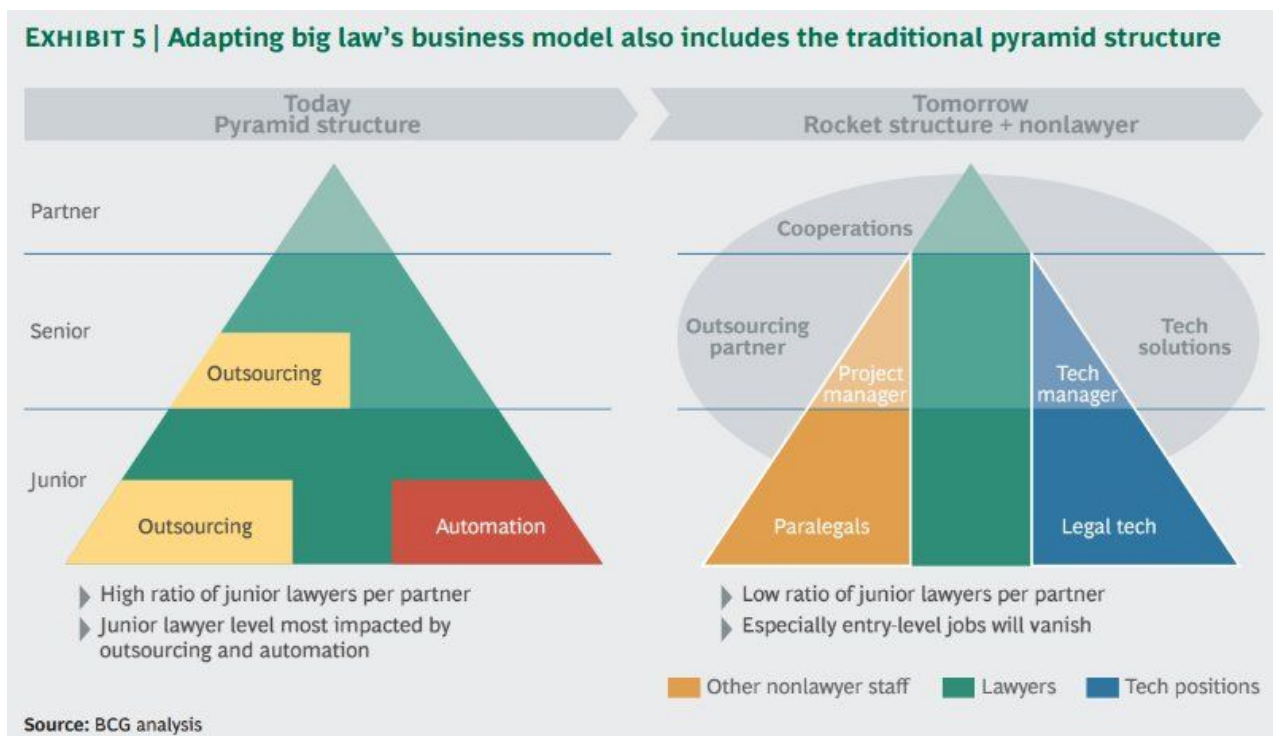 EXHIBIT 5 | Adapting big law's business model also includes the traditional pyramid structure
Today
Pyramid structure
Tomorrow
Rocket structure + nonlawyer
Partner
Senior
Junior
Outsourcing
Outsourcing
Automation
Cooperations
Outsourcing
partner
Tech
solutions
Project
manager
Tech
manager
Paralegals
Legal tech
High ratio of junior lawyers per partner
Junior lawyer level most impacted by
outsourcing and automation
Low ratio of junior lawyers per partner
Especially entry-level jobs will vanish
Other nonlawyer staff
Lawyers
Tech positions
Source: BCG analysis